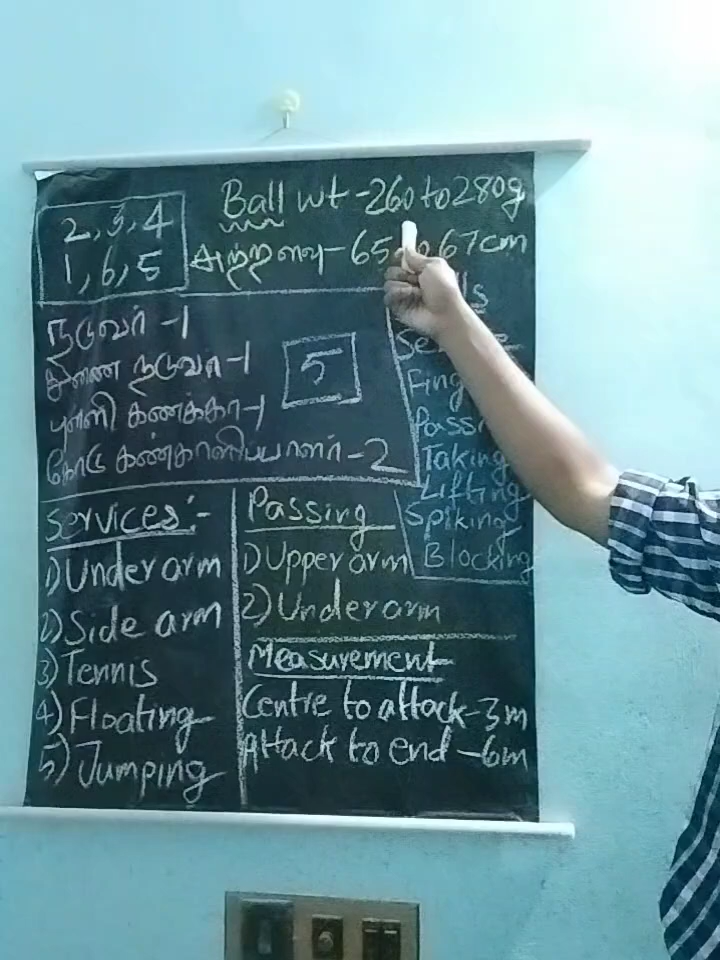 2, 3, 4
1, 6, 5
Ball wt - 260 to 280g
சுற்றளவு - 65 67cm
நடுவர் - 1
துணை நடுவர் - 1
புள்ளி கணக்கர் - 1
கோடு கண்காணிப்பாளர் - 2
5
Taking
Lifting
Spiking
Blocking
Services:-
1) Under arm
2) Side arm
3) Tennis
4) Floating
5) Jumping
Passing
1) Upper arm
2) Under arm
Measurement
Centre to attack - 3m
Attack to end - 6m